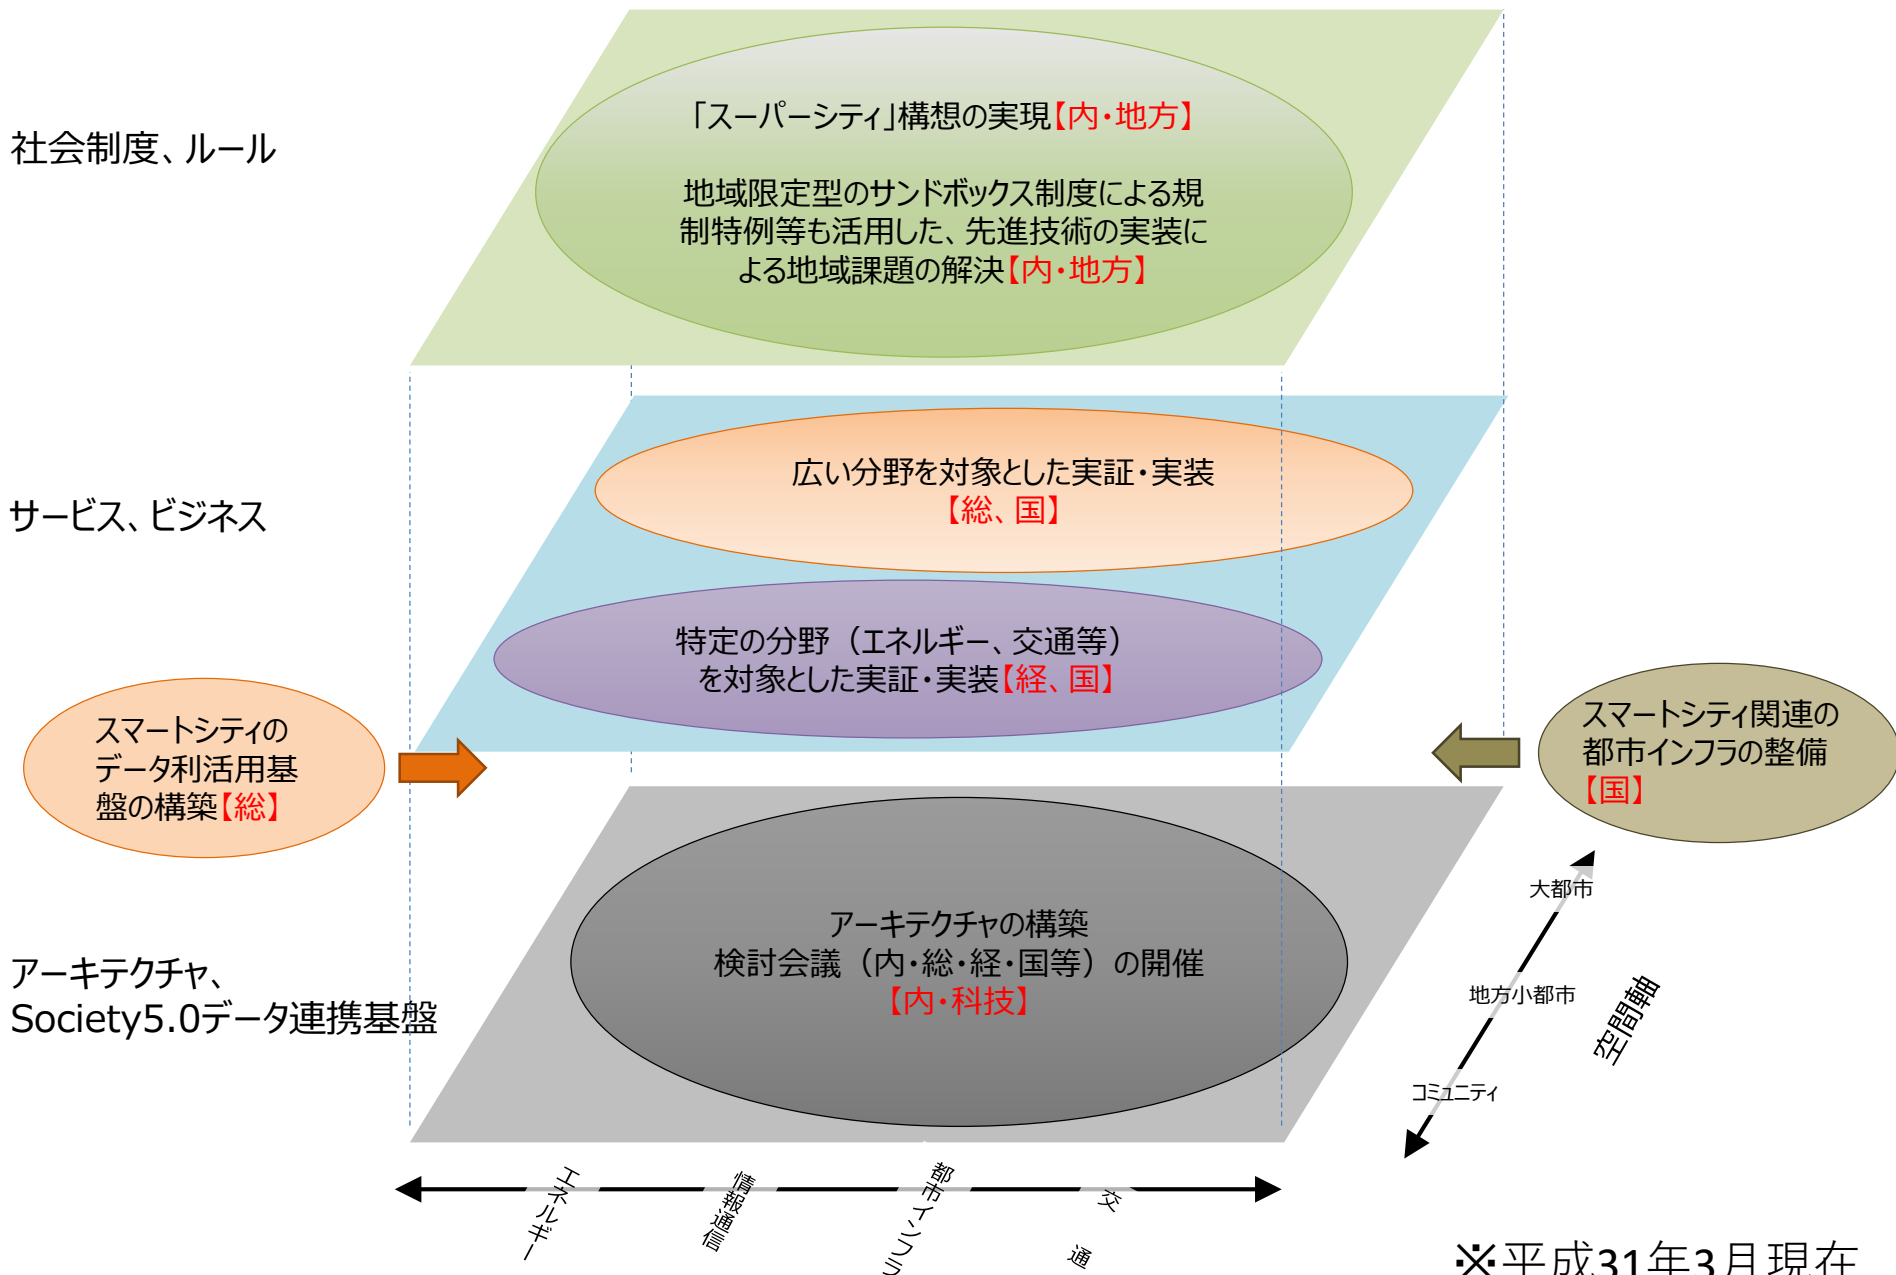 社会制度、ルール
「スーパーシティ」構想の実現【内・地方】
地域限定型のサンドボックス制度による規
制特例等も活用した、先進技術の実装に
よる地域課題の解決【内・地方】
サービス、ビジネス
広い分野を対象とした実証・実装
【総、国】
特定の分野（エネルギー、交通等）
を対象とした実証・実装【経、国】
スマートシティの
データ利活用基
盤の構築【総】
スマートシティ関連の
都市インフラの整備
【国】
アーキテクチャ、
Society5.0データ連携基盤
アーキテクチャの構築
検討会議（内・総・経・国等）の開催
【内・科技】
大都市
地方小都市
コミュニティ
空間軸
エネルギー
情報通信
都市インフラ
交通
※平成31年3月現在